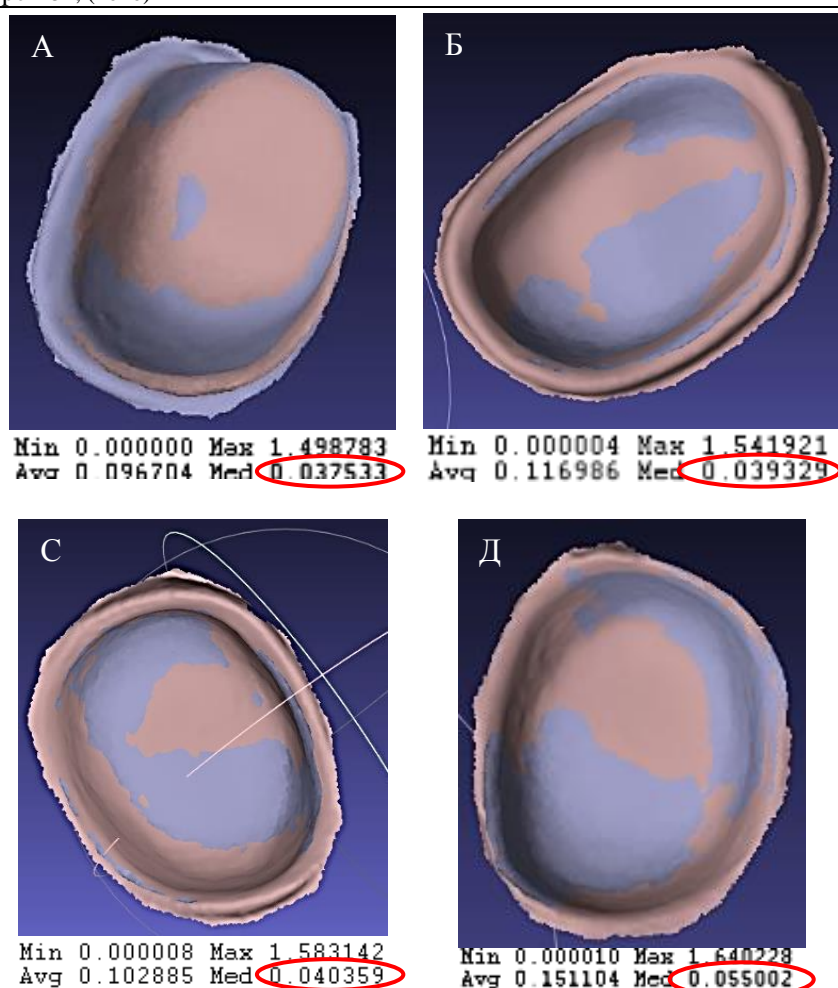 А
Б
Min 0.000000 Max 1.498783
Avg 0.096704 Med 0.037533
Min 0.000004 Max 1.541921
Avg 0.116986 Med 0.039329
С
Д
Min 0.000008 Max 1.583142
Avg 0.102885 Med 0.040359
Min 0.000010 Max 1.640228
Avg 0.151104 Med 0.055002